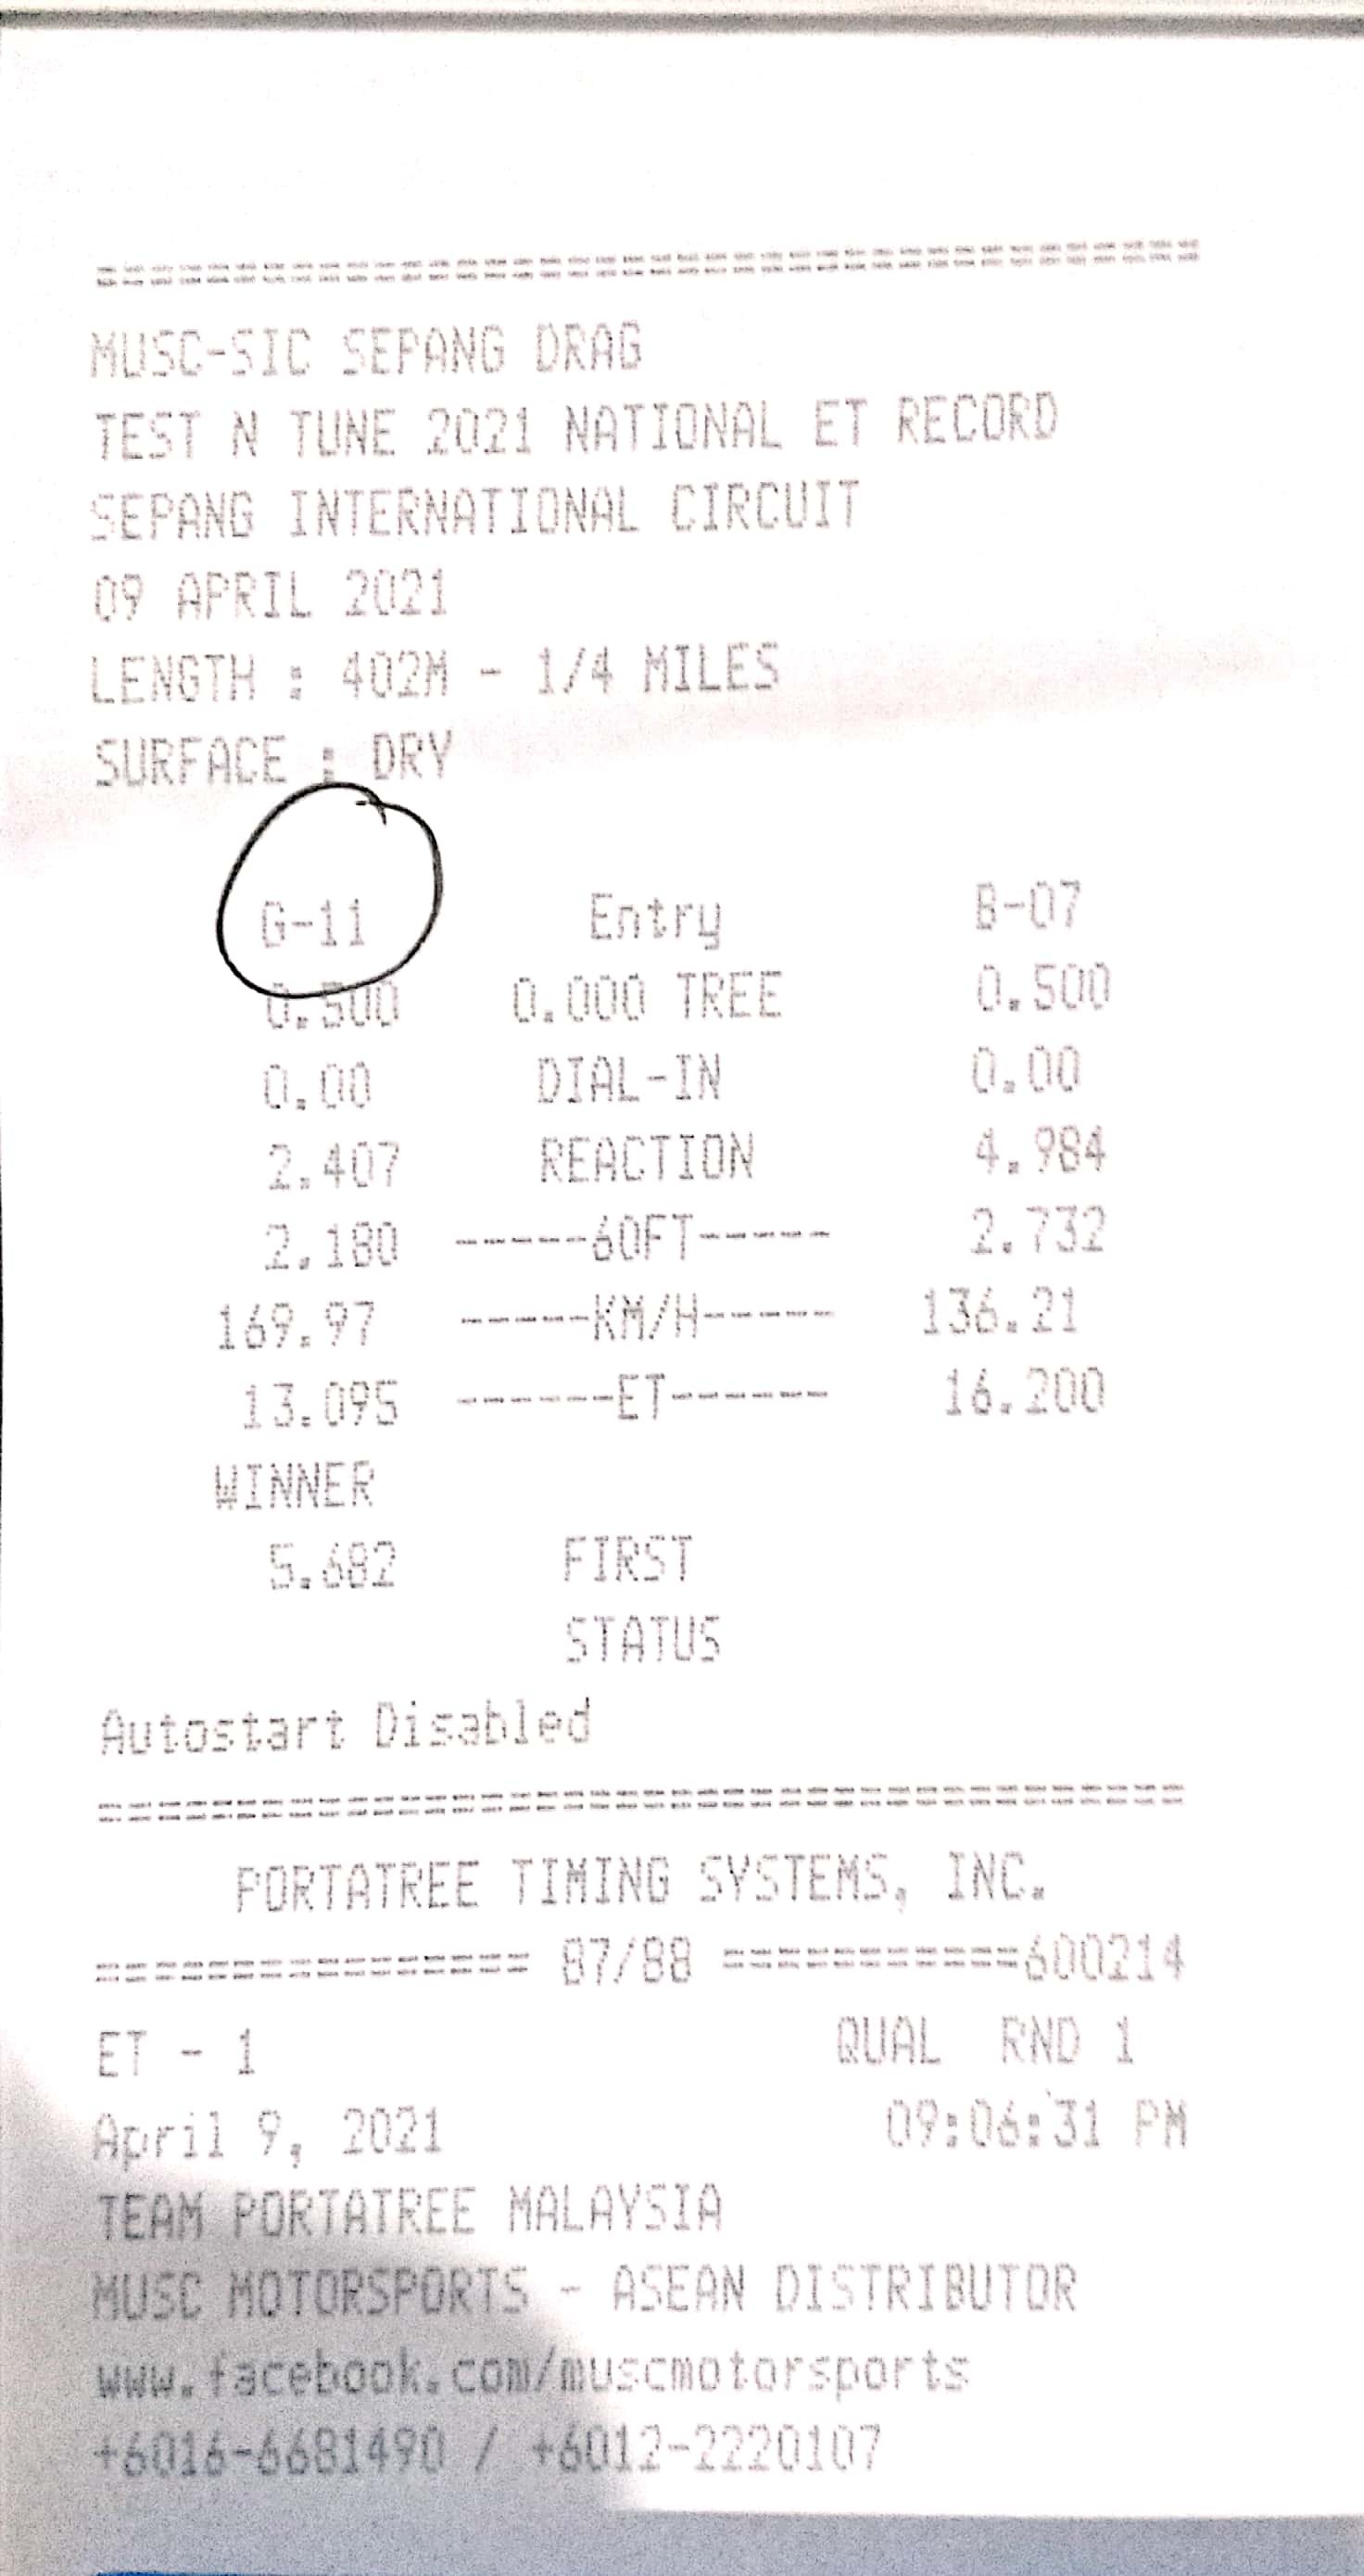 ================================================
MUSC-SIC SEPANG DRAG
TEST N TUNE 2021 NATIONAL ET RECORD
SEPANG INTERNATIONAL CIRCUIT
09 APRIL 2021
LENGTH : 402M - 1/4 MILES
SURFACE : DRY
G-11 Entry B-07
0.500 0.000 TREE 0.500
0.00 DIAL-IN 0.00
2.407 REACTION 4.984
2.180 ------60FT------ 2.732
169.97 ------KM/H------ 136.21
13.095 -------ET------- 16.200
WINNER
5.682 FIRST
STATUS
Autostart Disabled
================================================
PORTATREE TIMING SYSTEMS, INC.
================ 87/88 ===========600214
ET - 1 QUAL RND 1
April 9, 2021 09:06:31 PM
TEAM PORTATREE MALAYSIA
MUSC MOTORSPORTS - ASEAN DISTRIBUTOR
www.facebook.com/muscmotorsports
+6016-6681490 / +6012-2220107